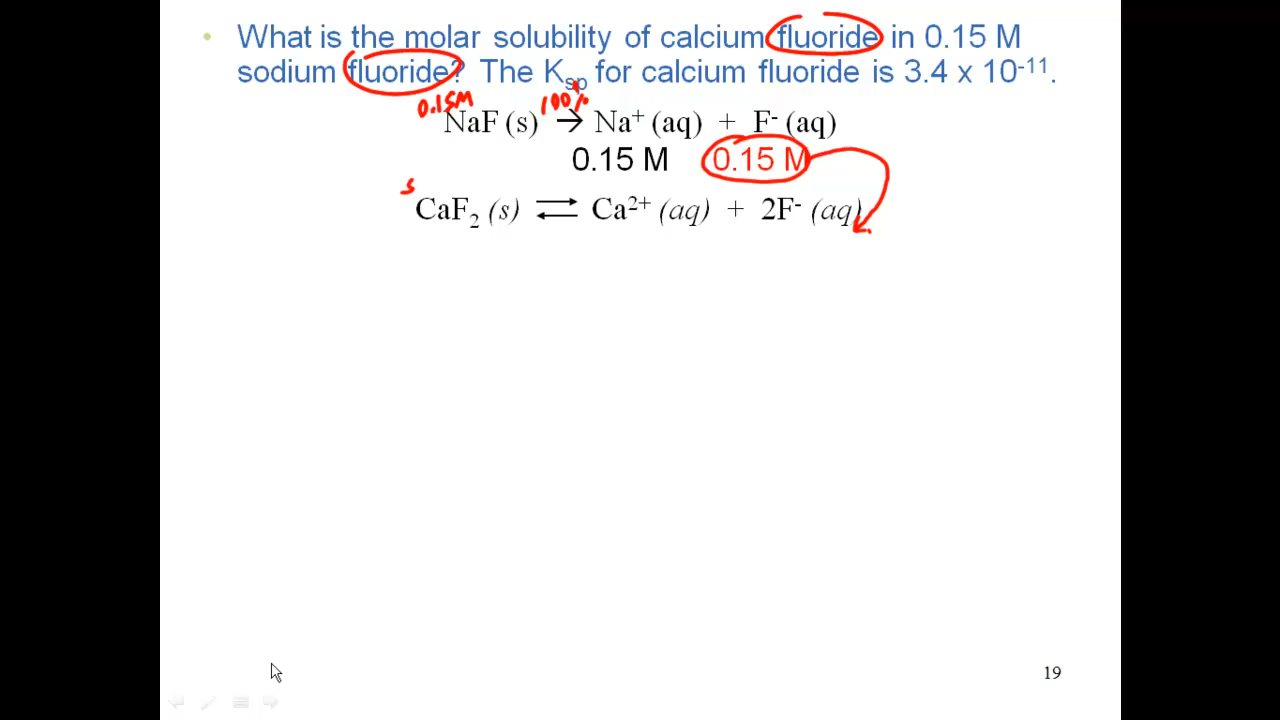 • What is the molar solubility of calcium fluoride in 0.15 M
sodium fluoride? The Ksp for calcium fluoride is 3.4 x 10⁻¹¹.
0.15M 100%
NaF (s) → Na⁺ (aq) + F⁻ (aq)
0.15 M 0.15 M
s
CaF₂ (s) ⇌ Ca²⁺ (aq) + 2F⁻ (aq)
19